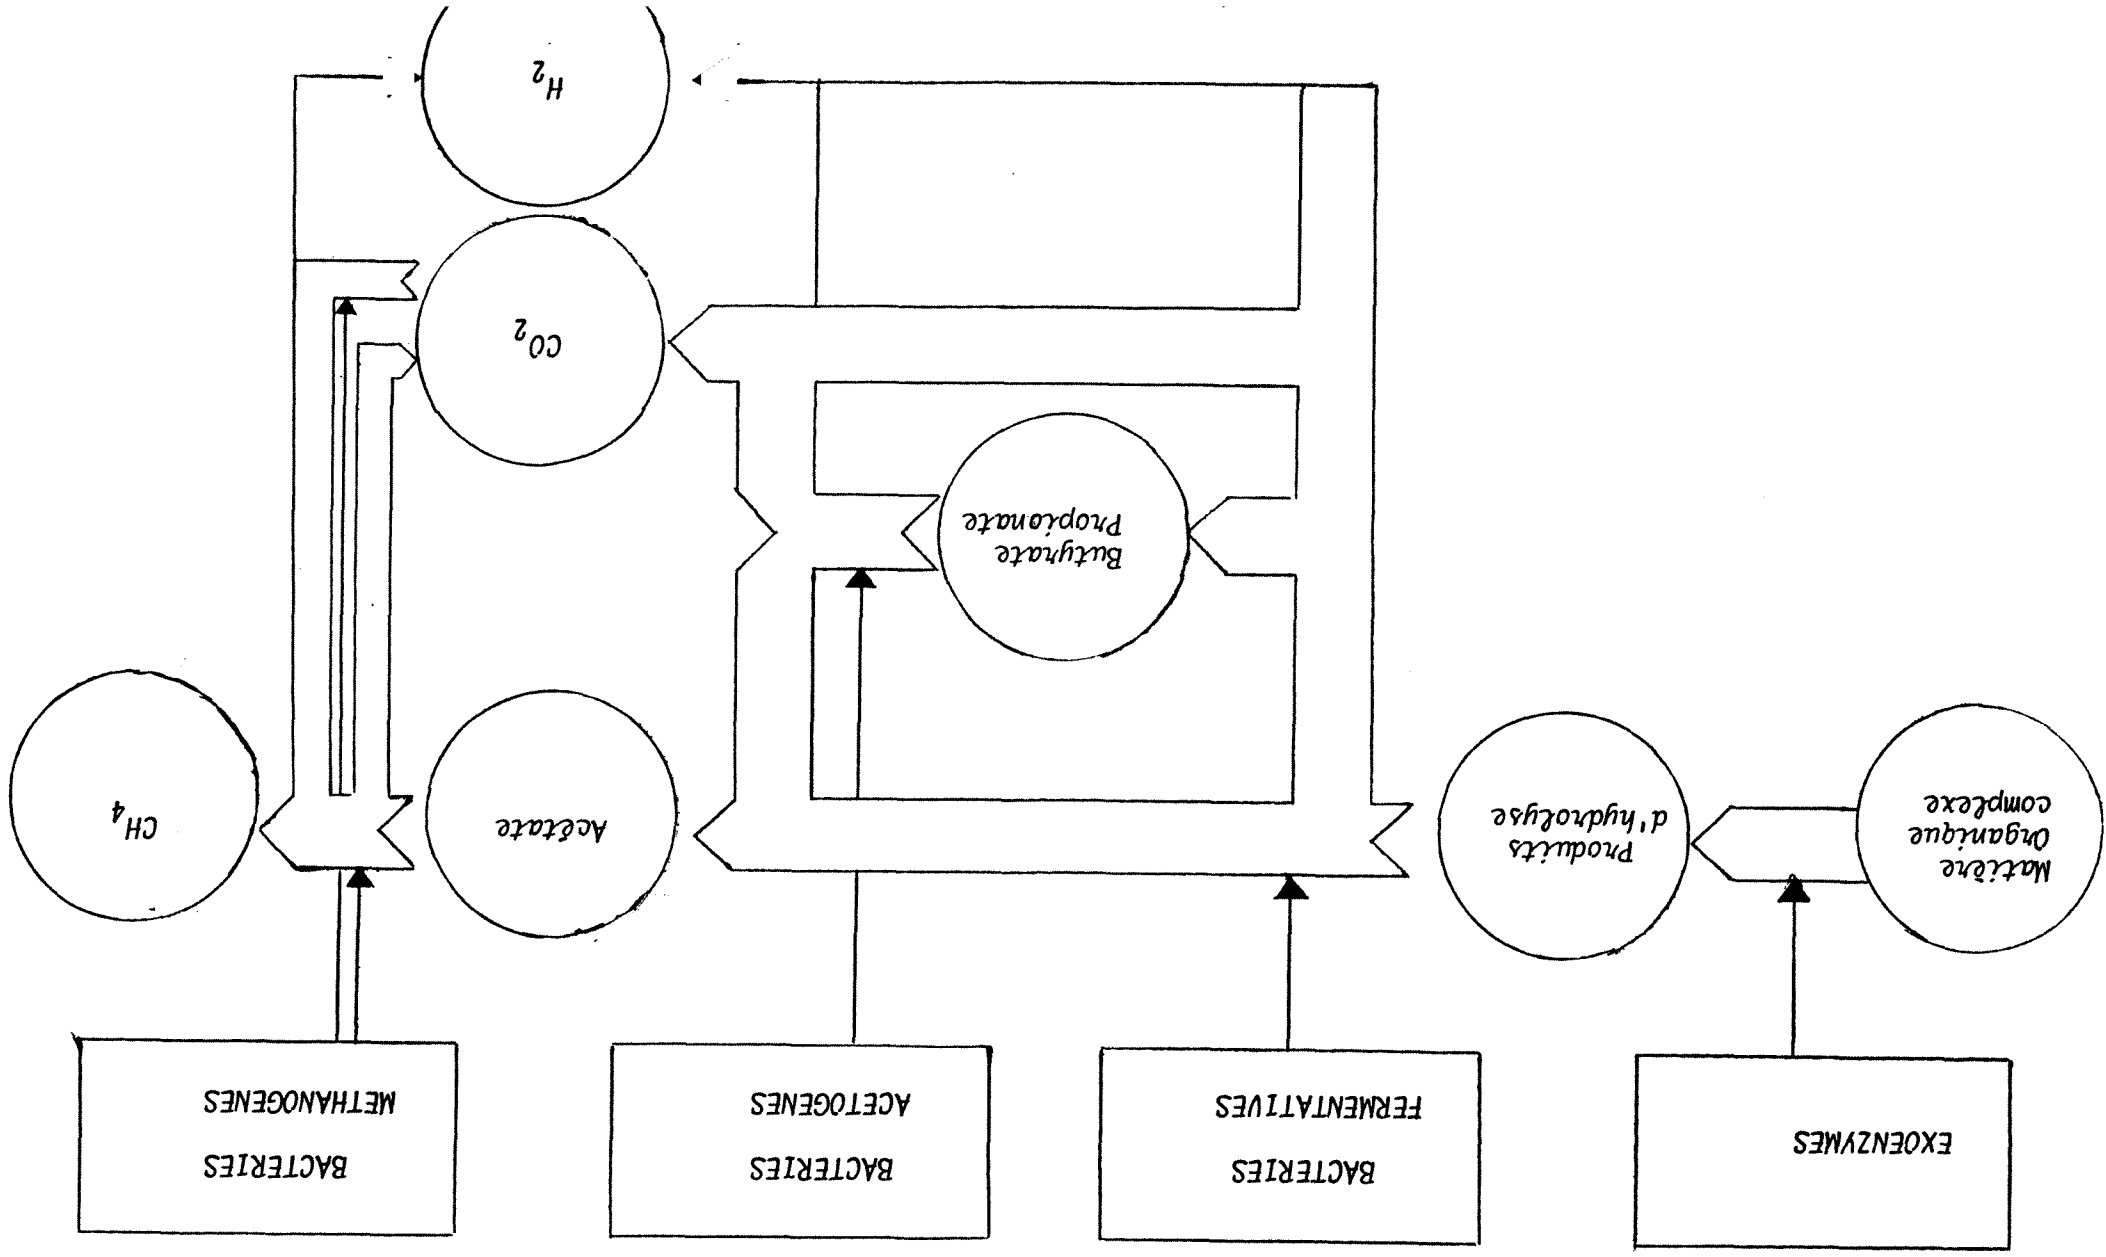 EXOENZYMES
BACTERIES
FERMENTATIVES
BACTERIES
ACETOGENES
BACTERIES
METHANOGENES
Matière
Organique
complexe
Produits
d'hydrolyse
Acétate
CH4
Butyrate
Propionate
CO2
H2